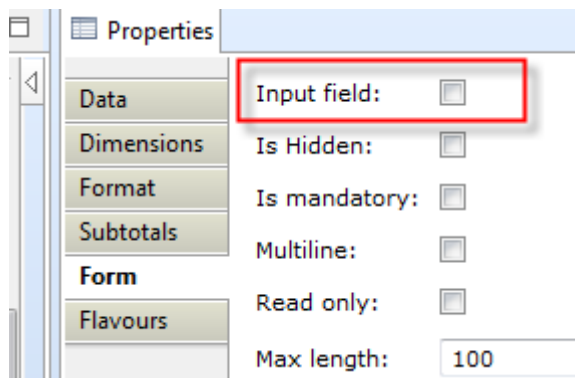 Properties
Data
Dimensions
Format
Subtotals
Form
Flavours
Input field:
Is Hidden:
Is mandatory:
Multiline:
Read only:
Max length: 100